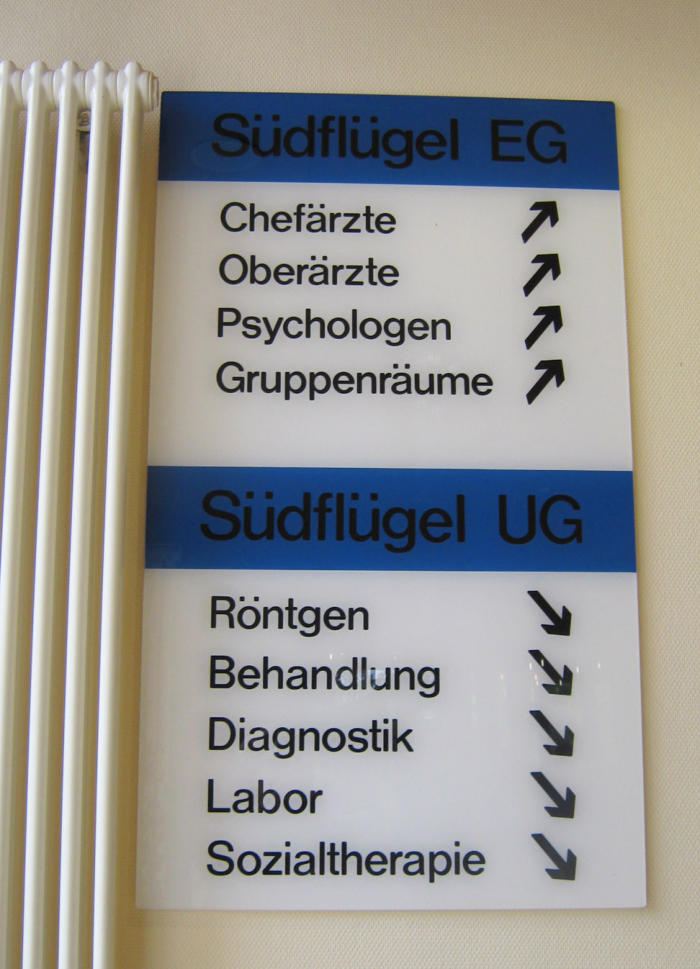 Südflügel EG
Chefärzte
Oberärzte
Psychologen
Gruppenräume
Südflügel UG
Röntgen
Behandlung
Diagnostik
Labor
Sozialtherapie